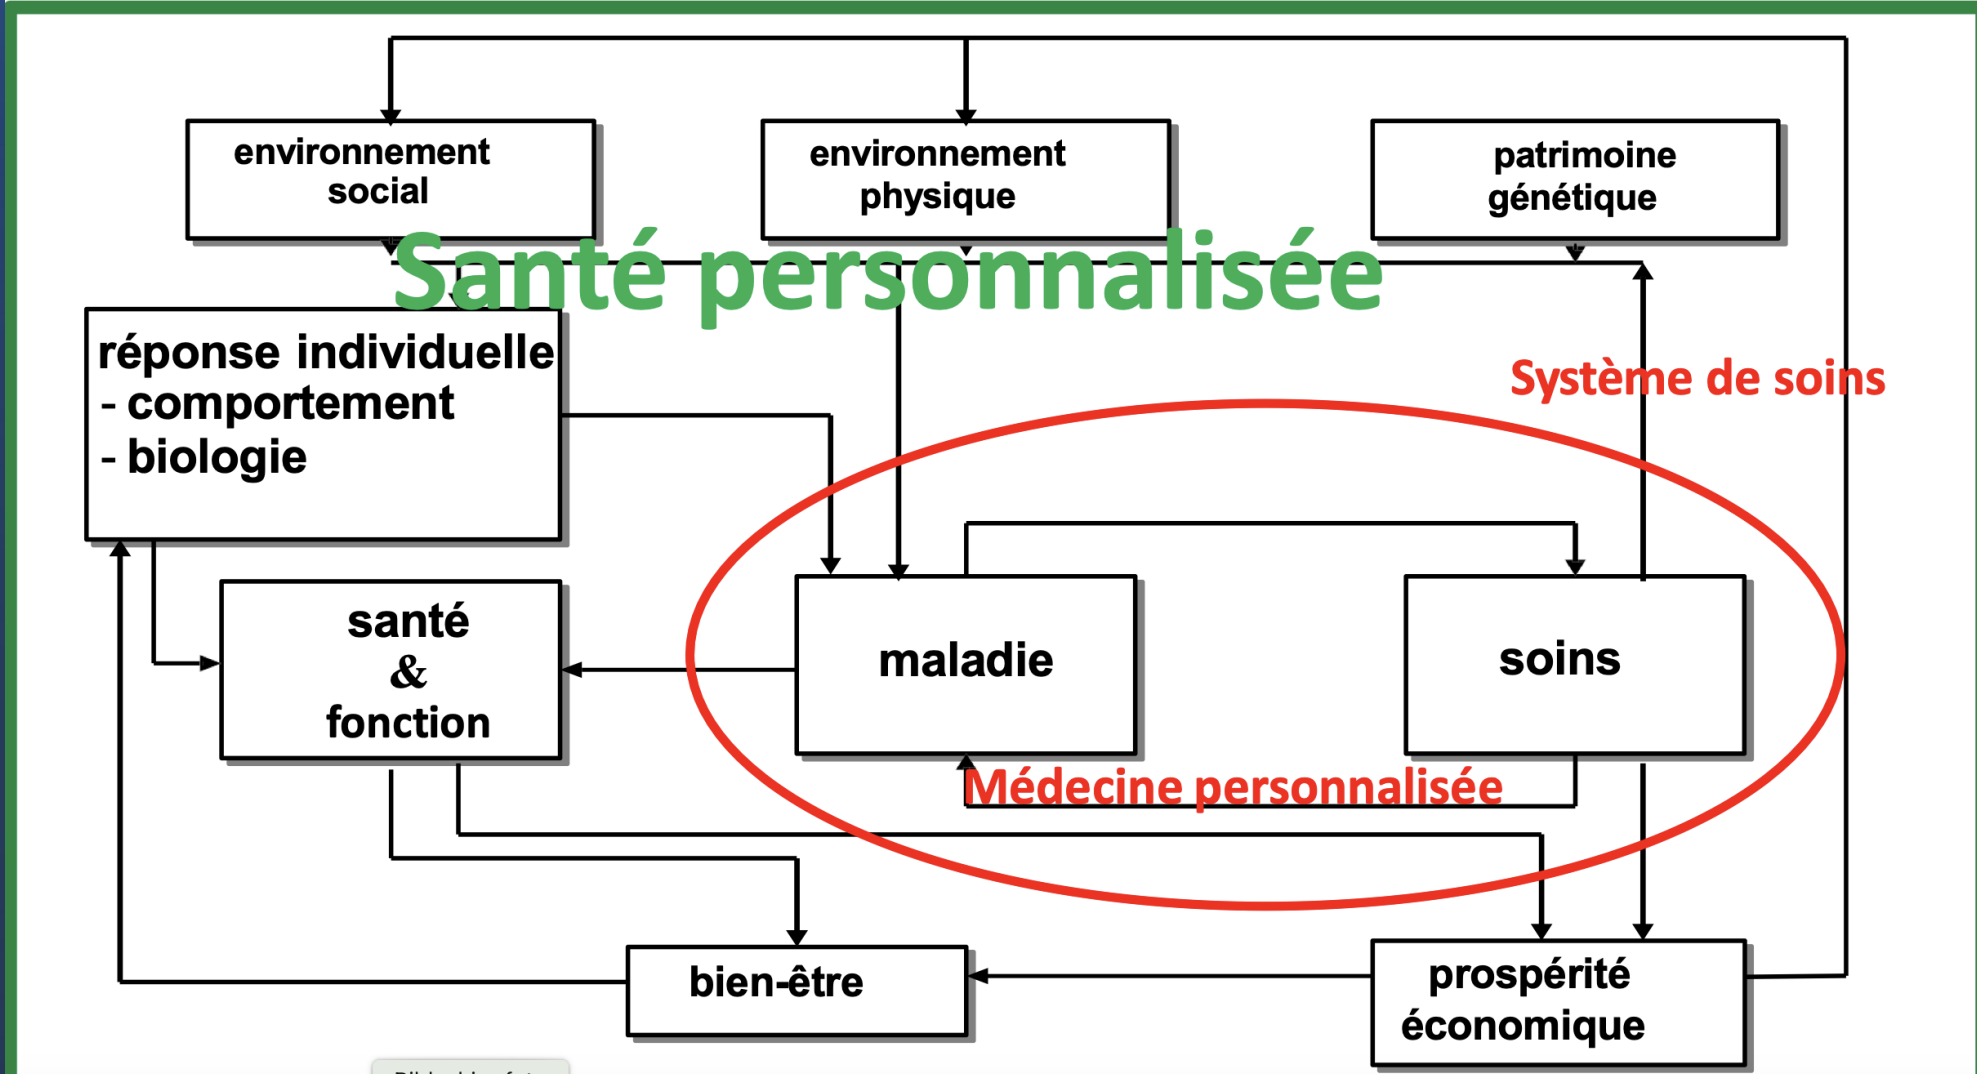 environnement
social
environnement
physique
patrimoine
génétique
Santé personnalisée
réponse individuelle
- comportement
- biologie
Système de soins
santé
&
fonction
maladie
soins
Médecine personnalisée
bien-être
prospérité
économique